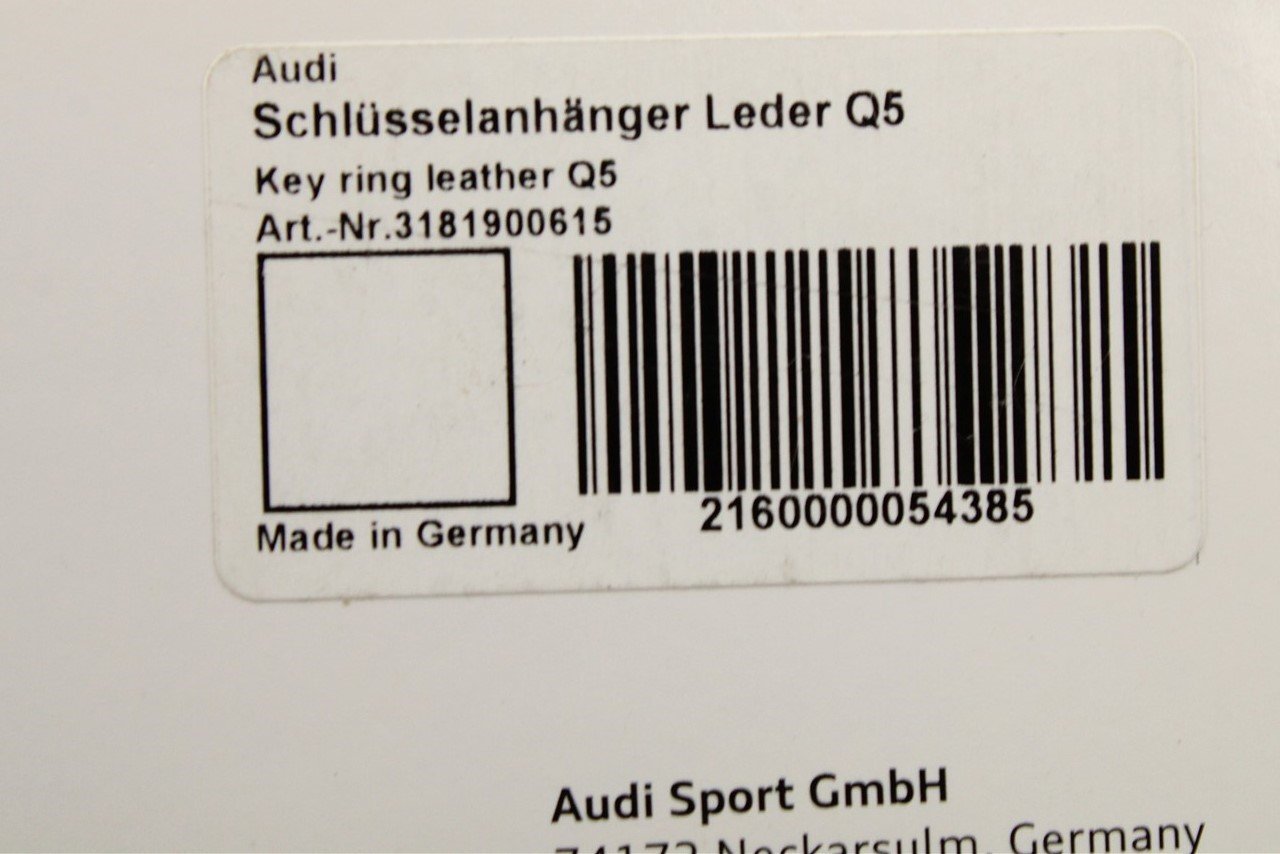 Audi
Schlüsselanhänger Leder Q5
Key ring leather Q5
Art.-Nr.3181900615
2160000054385
Made in Germany
Audi Sport GmbH
74172 Neckarsulm, Germany